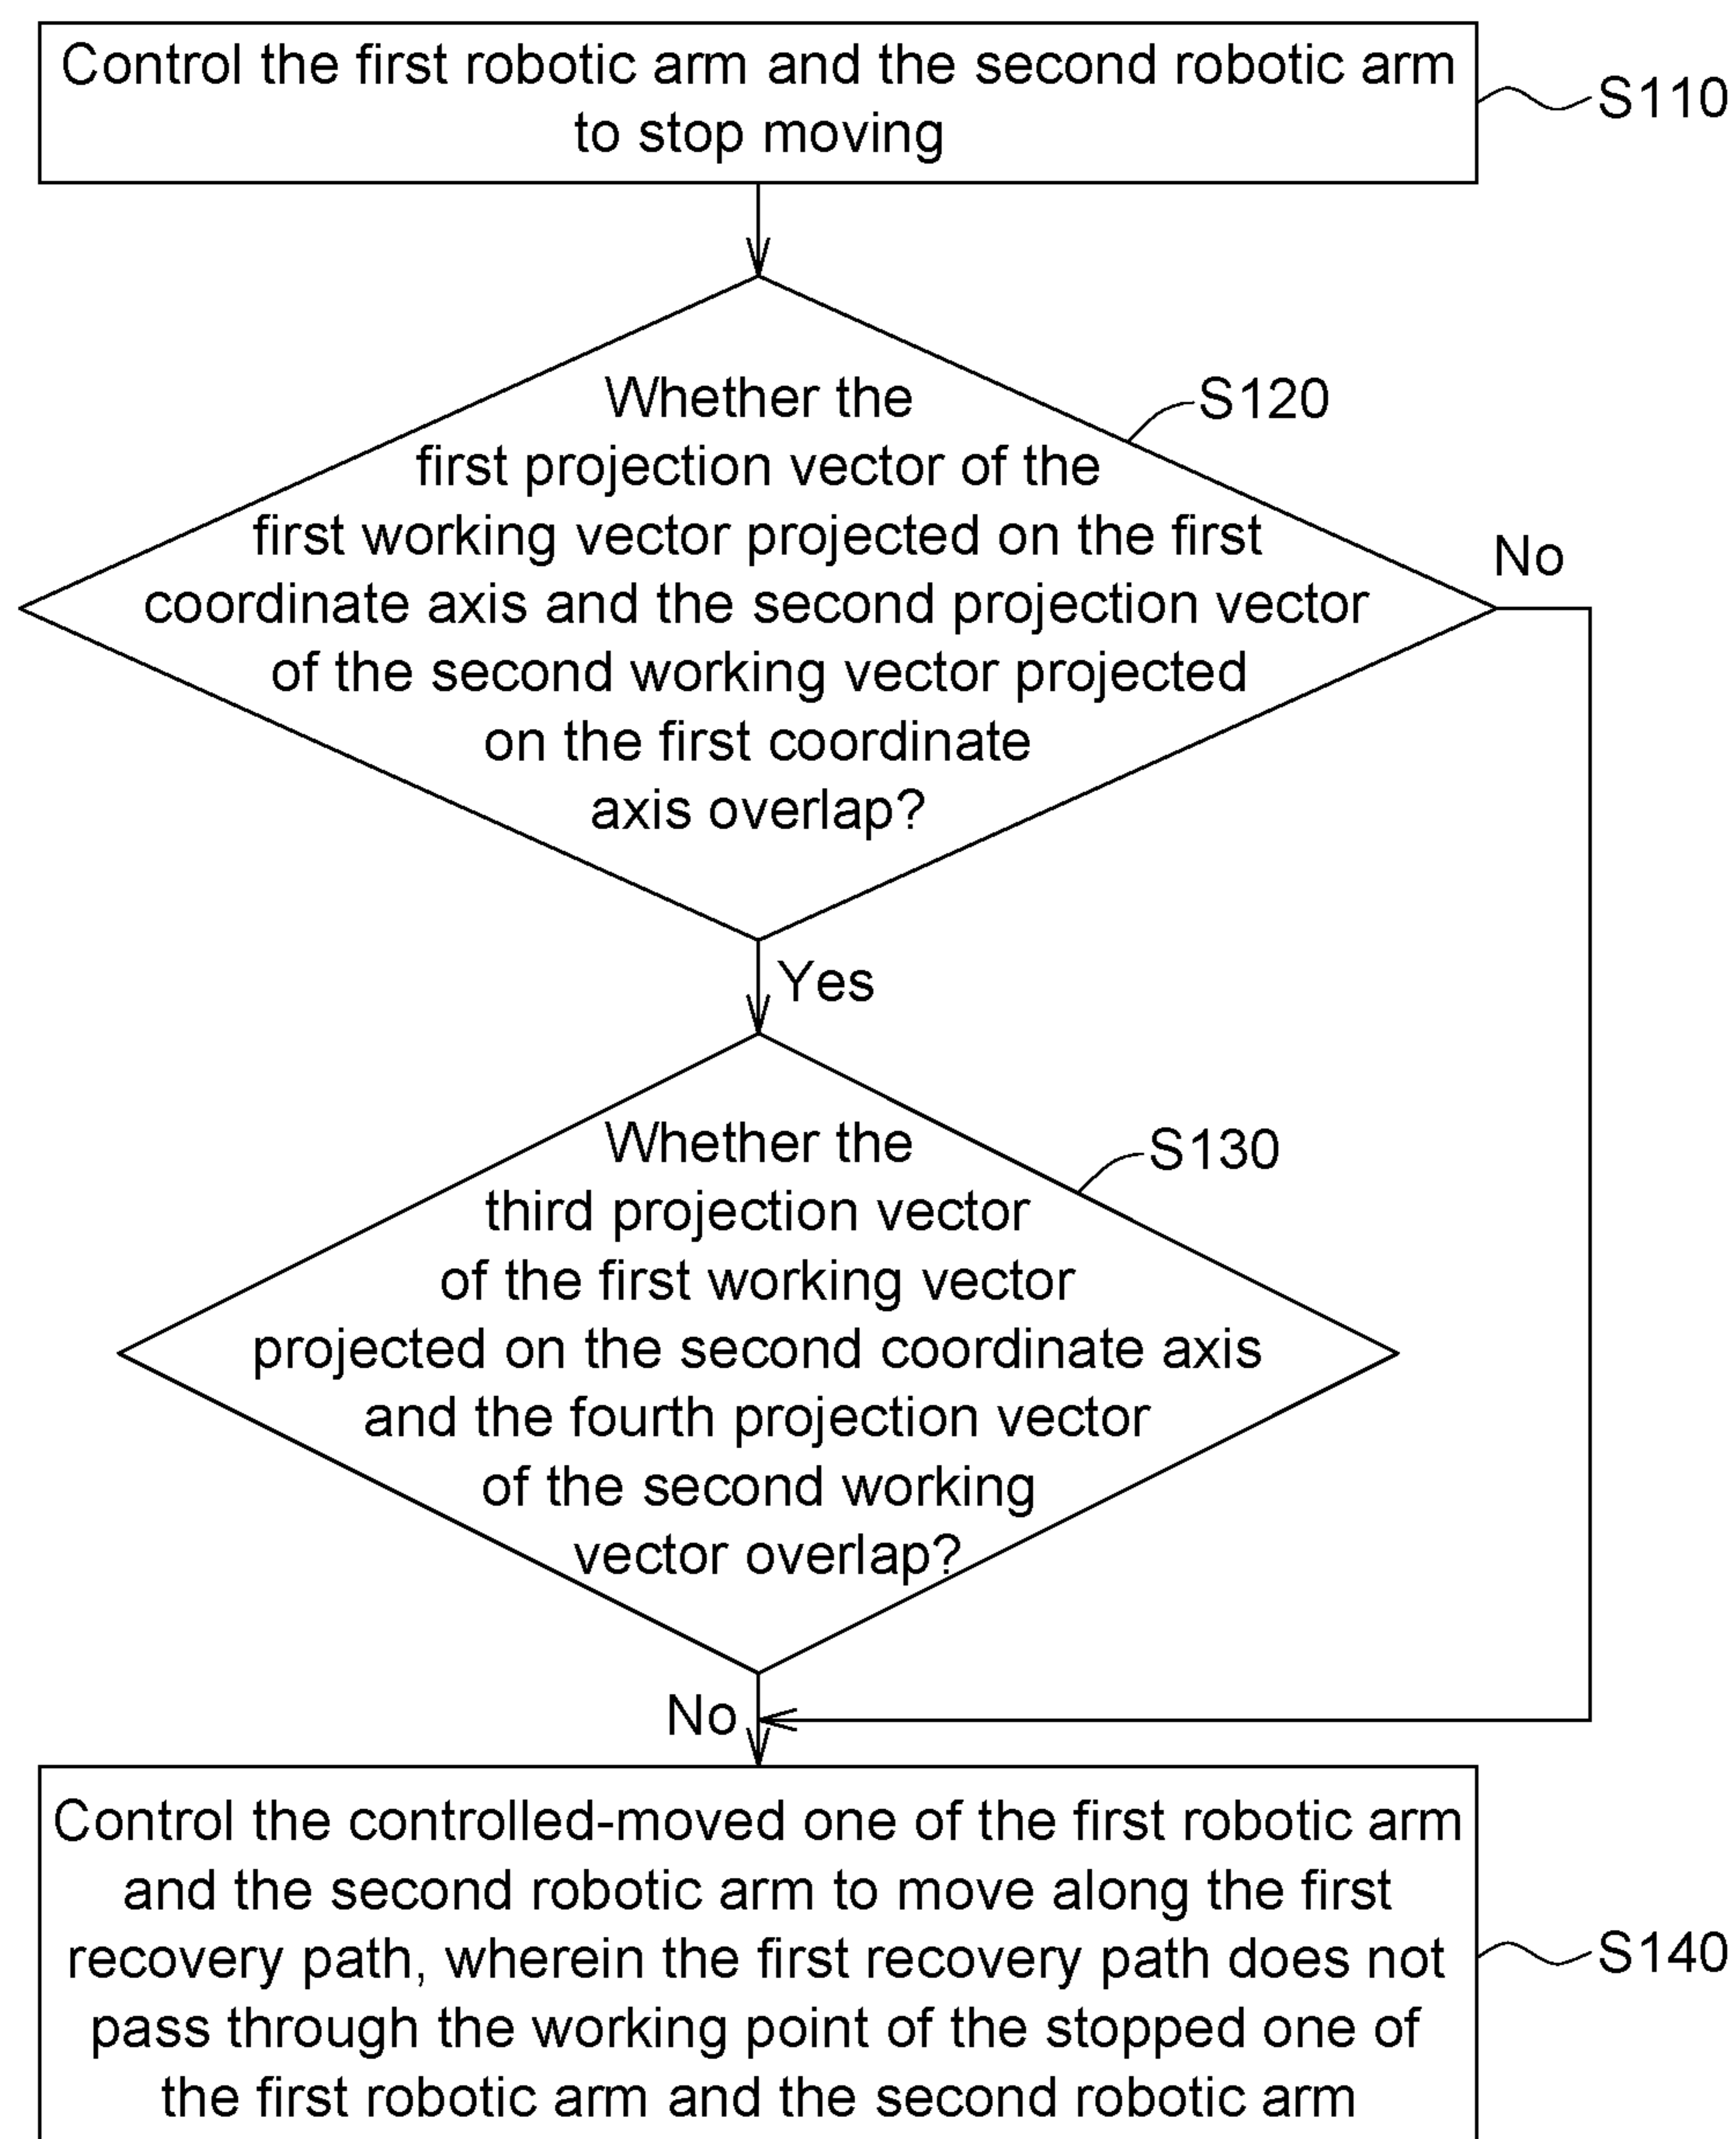 Control the first robotic arm and the second robotic arm
to stop moving
S110
Whether the
S120
first projection vector of the
first working vector projected on the first
No
coordinate axis and the second projection vector
of the second working vector projected
on the first coordinate
axis overlap?
Yes
Whether the
S130
third projection vector
of the first working vector
projected on the second coordinate axis
and the fourth projection vector
of the second working
vector overlap?
No
Control the controlled-moved one of the first robotic arm
and the second robotic arm to move along the first
recovery path, wherein the first recovery path does not
S140
pass through the working point of the stopped one of
the first robotic arm and the second robotic arm